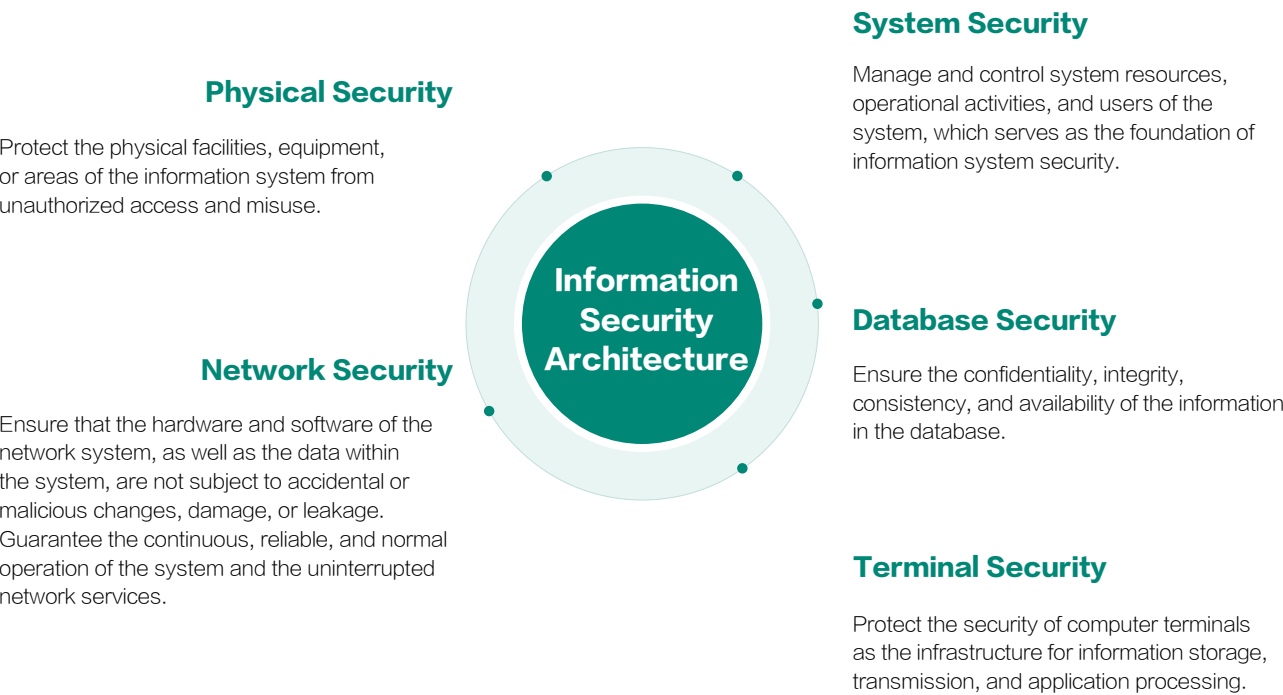 Physical Security
Protect the physical facilities, equipment,
or areas of the information system from
unauthorized access and misuse.
Network Security
Ensure that the hardware and software of the
network system, as well as the data within
the system, are not subject to accidental or
malicious changes, damage, or leakage.
Guarantee the continuous, reliable, and normal
operation of the system and the uninterrupted
network services.
Information
Security
Architecture
System Security
Manage and control system resources,
operational activities, and users of the
system, which serves as the foundation of
information system security.
Database Security
Ensure the confidentiality, integrity,
consistency, and availability of the information
in the database.
Terminal Security
Protect the security of computer terminals
as the infrastructure for information storage,
transmission, and application processing.